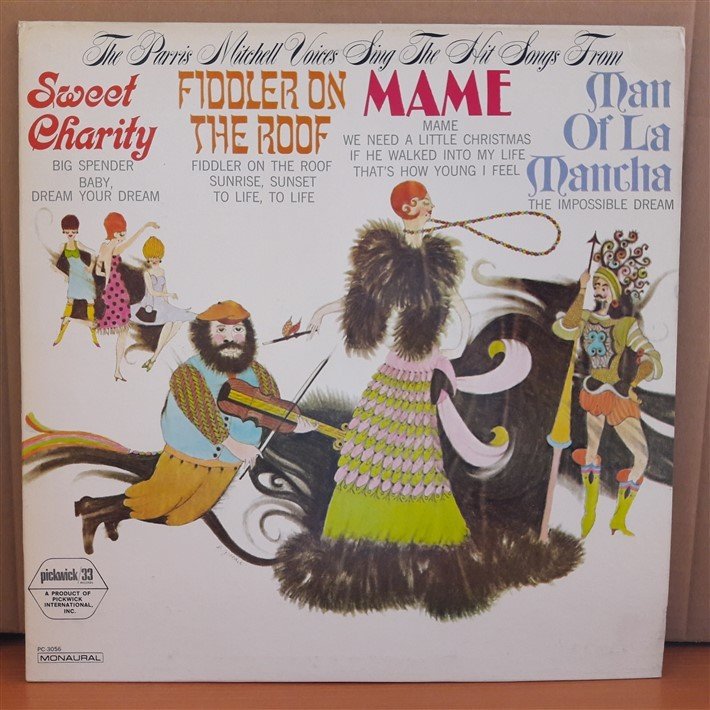 The Parris Mitchell Voices Sing The Hit Songs From
Sweet
Charity
BIG SPENDER
BABY,
DREAM YOUR DREAM
FIDDLER ON
THE ROOF
FIDDLER ON THE ROOF
SUNRISE, SUNSET
TO LIFE, TO LIFE
MAME
MAME
WE NEED A LITTLE CHRISTMAS
IF HE WALKED INTO MY LIFE
THAT'S HOW YOUNG I FEEL
Man
Of La
Mancha
THE IMPOSSIBLE DREAM
pickwick/33
A PRODUCT OF
PICKWICK
INTERNATIONAL,
INC.
PC-3056
MONAURAL